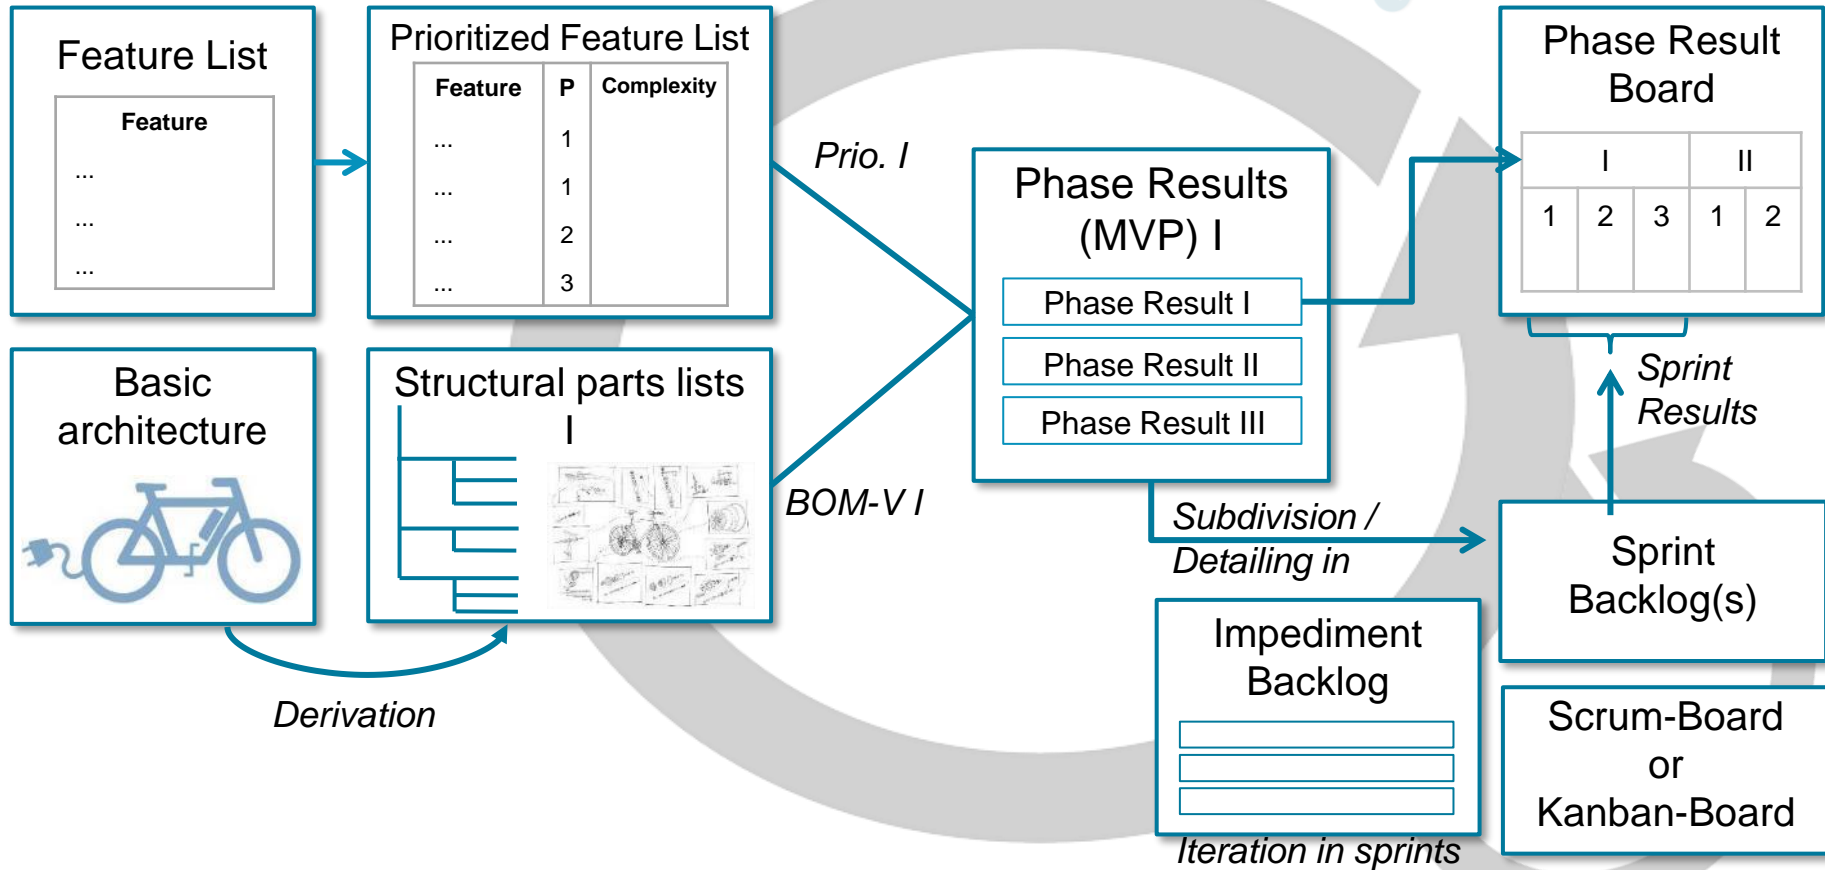 Feature List
Feature
...
...
...
Prioritized Feature List
Feature P Complexity
... 1
... 1
... 2
... 3
Prio. I
Basic
architecture
Structural parts lists
I
BOM-V I
Derivation
Phase Results
(MVP) I
Phase Result I
Phase Result II
Phase Result III
Subdivision /
Detailing in
Phase Result
Board
I II
1 2 3 1 2
Sprint
Results
Sprint
Backlog(s)
Impediment
Backlog
Iteration in sprints
Scrum-Board
or
Kanban-Board